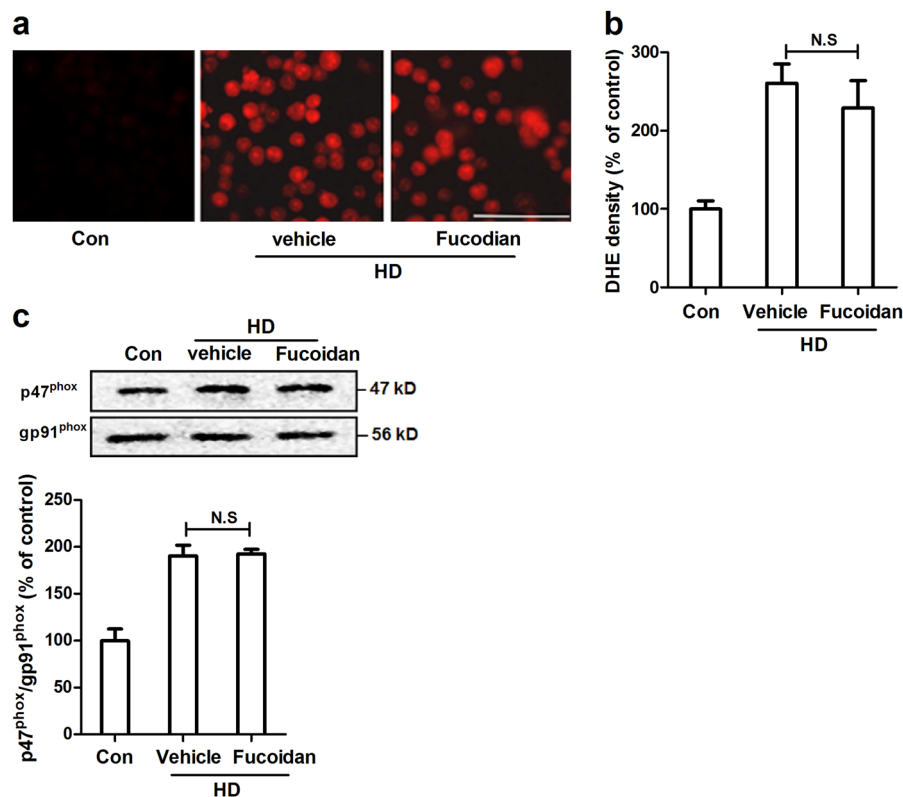 a
Con
vehicle
Fucodian
HD
b
N.S
DHE density (% of control)
300
200
100
0
Con
Vehicle
Fucoidan
HD
c
HD
Con
vehicle
Fucoidan
p47phox
47 kD
gp91phox
56 kD
p47phox/gp91phox (% of control)
250
200
150
100
50
0
N.S
Con
Vehicle
Fucoidan
HD